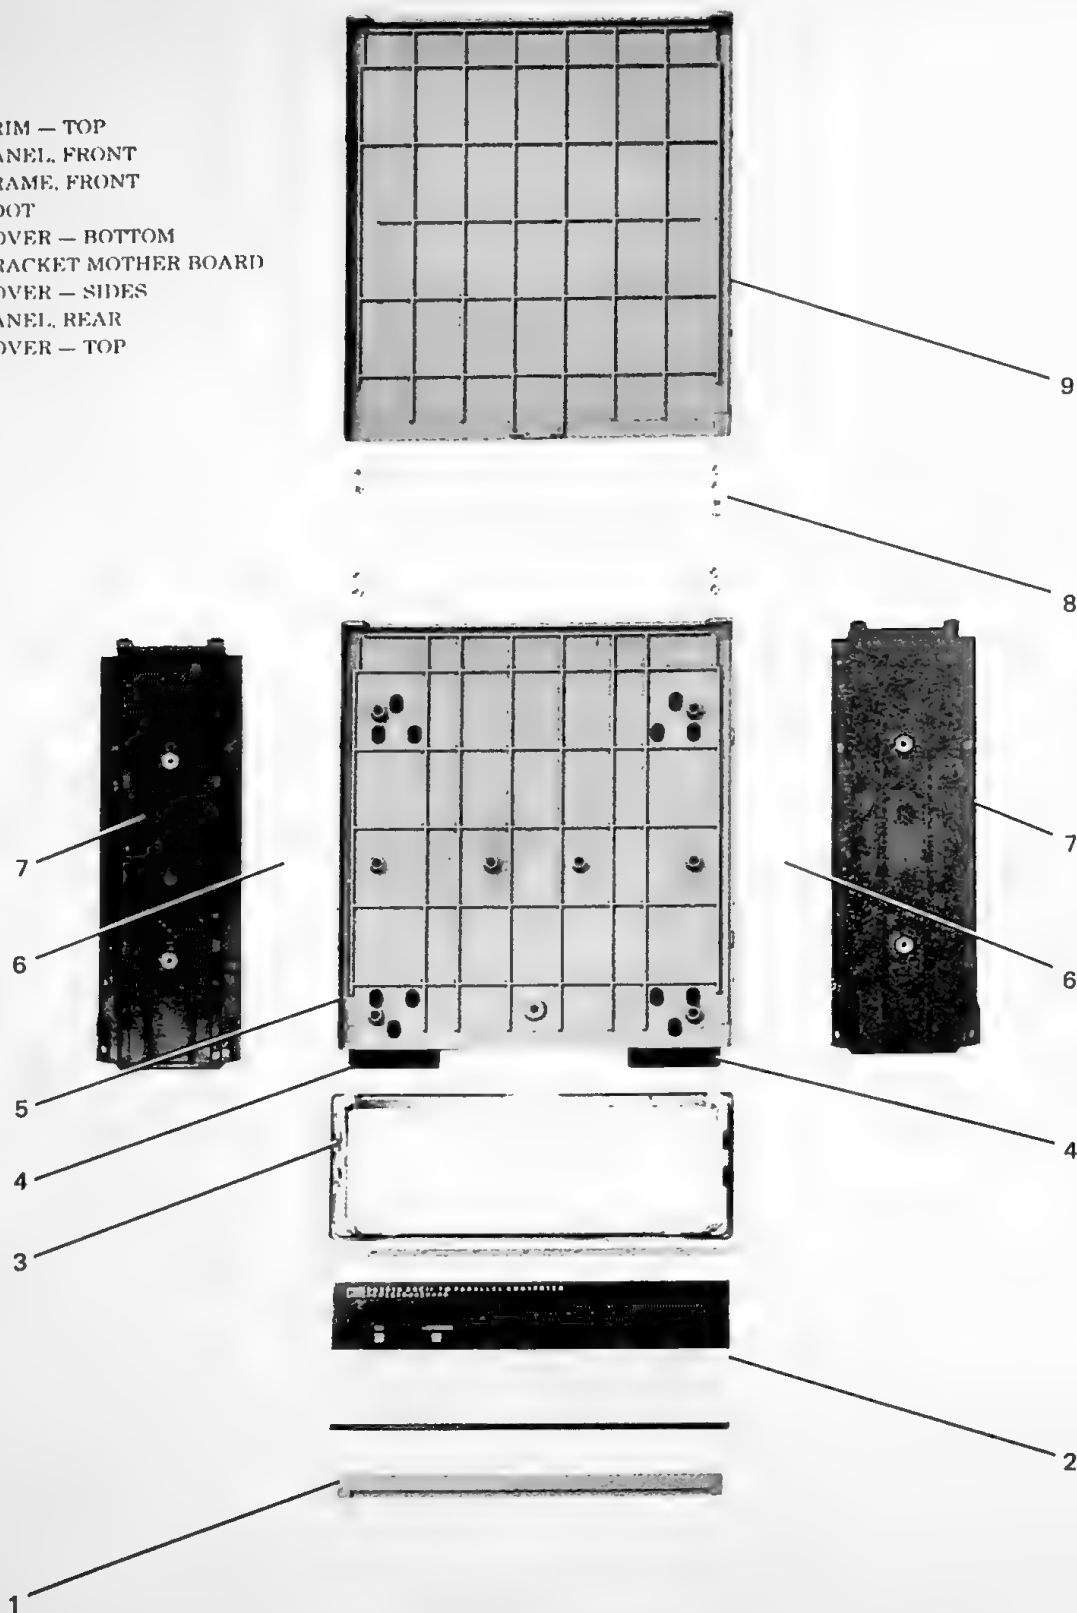 RIM — TOP
ANEL, FRONT
RAME, FRONT
OOT
OVER — BOTTOM
RACKET MOTHER BOARD
OVER — SIDES
ANEL, REAR
OVER — TOP
9
8
7
7
6
6
5
4
4
3
2
1